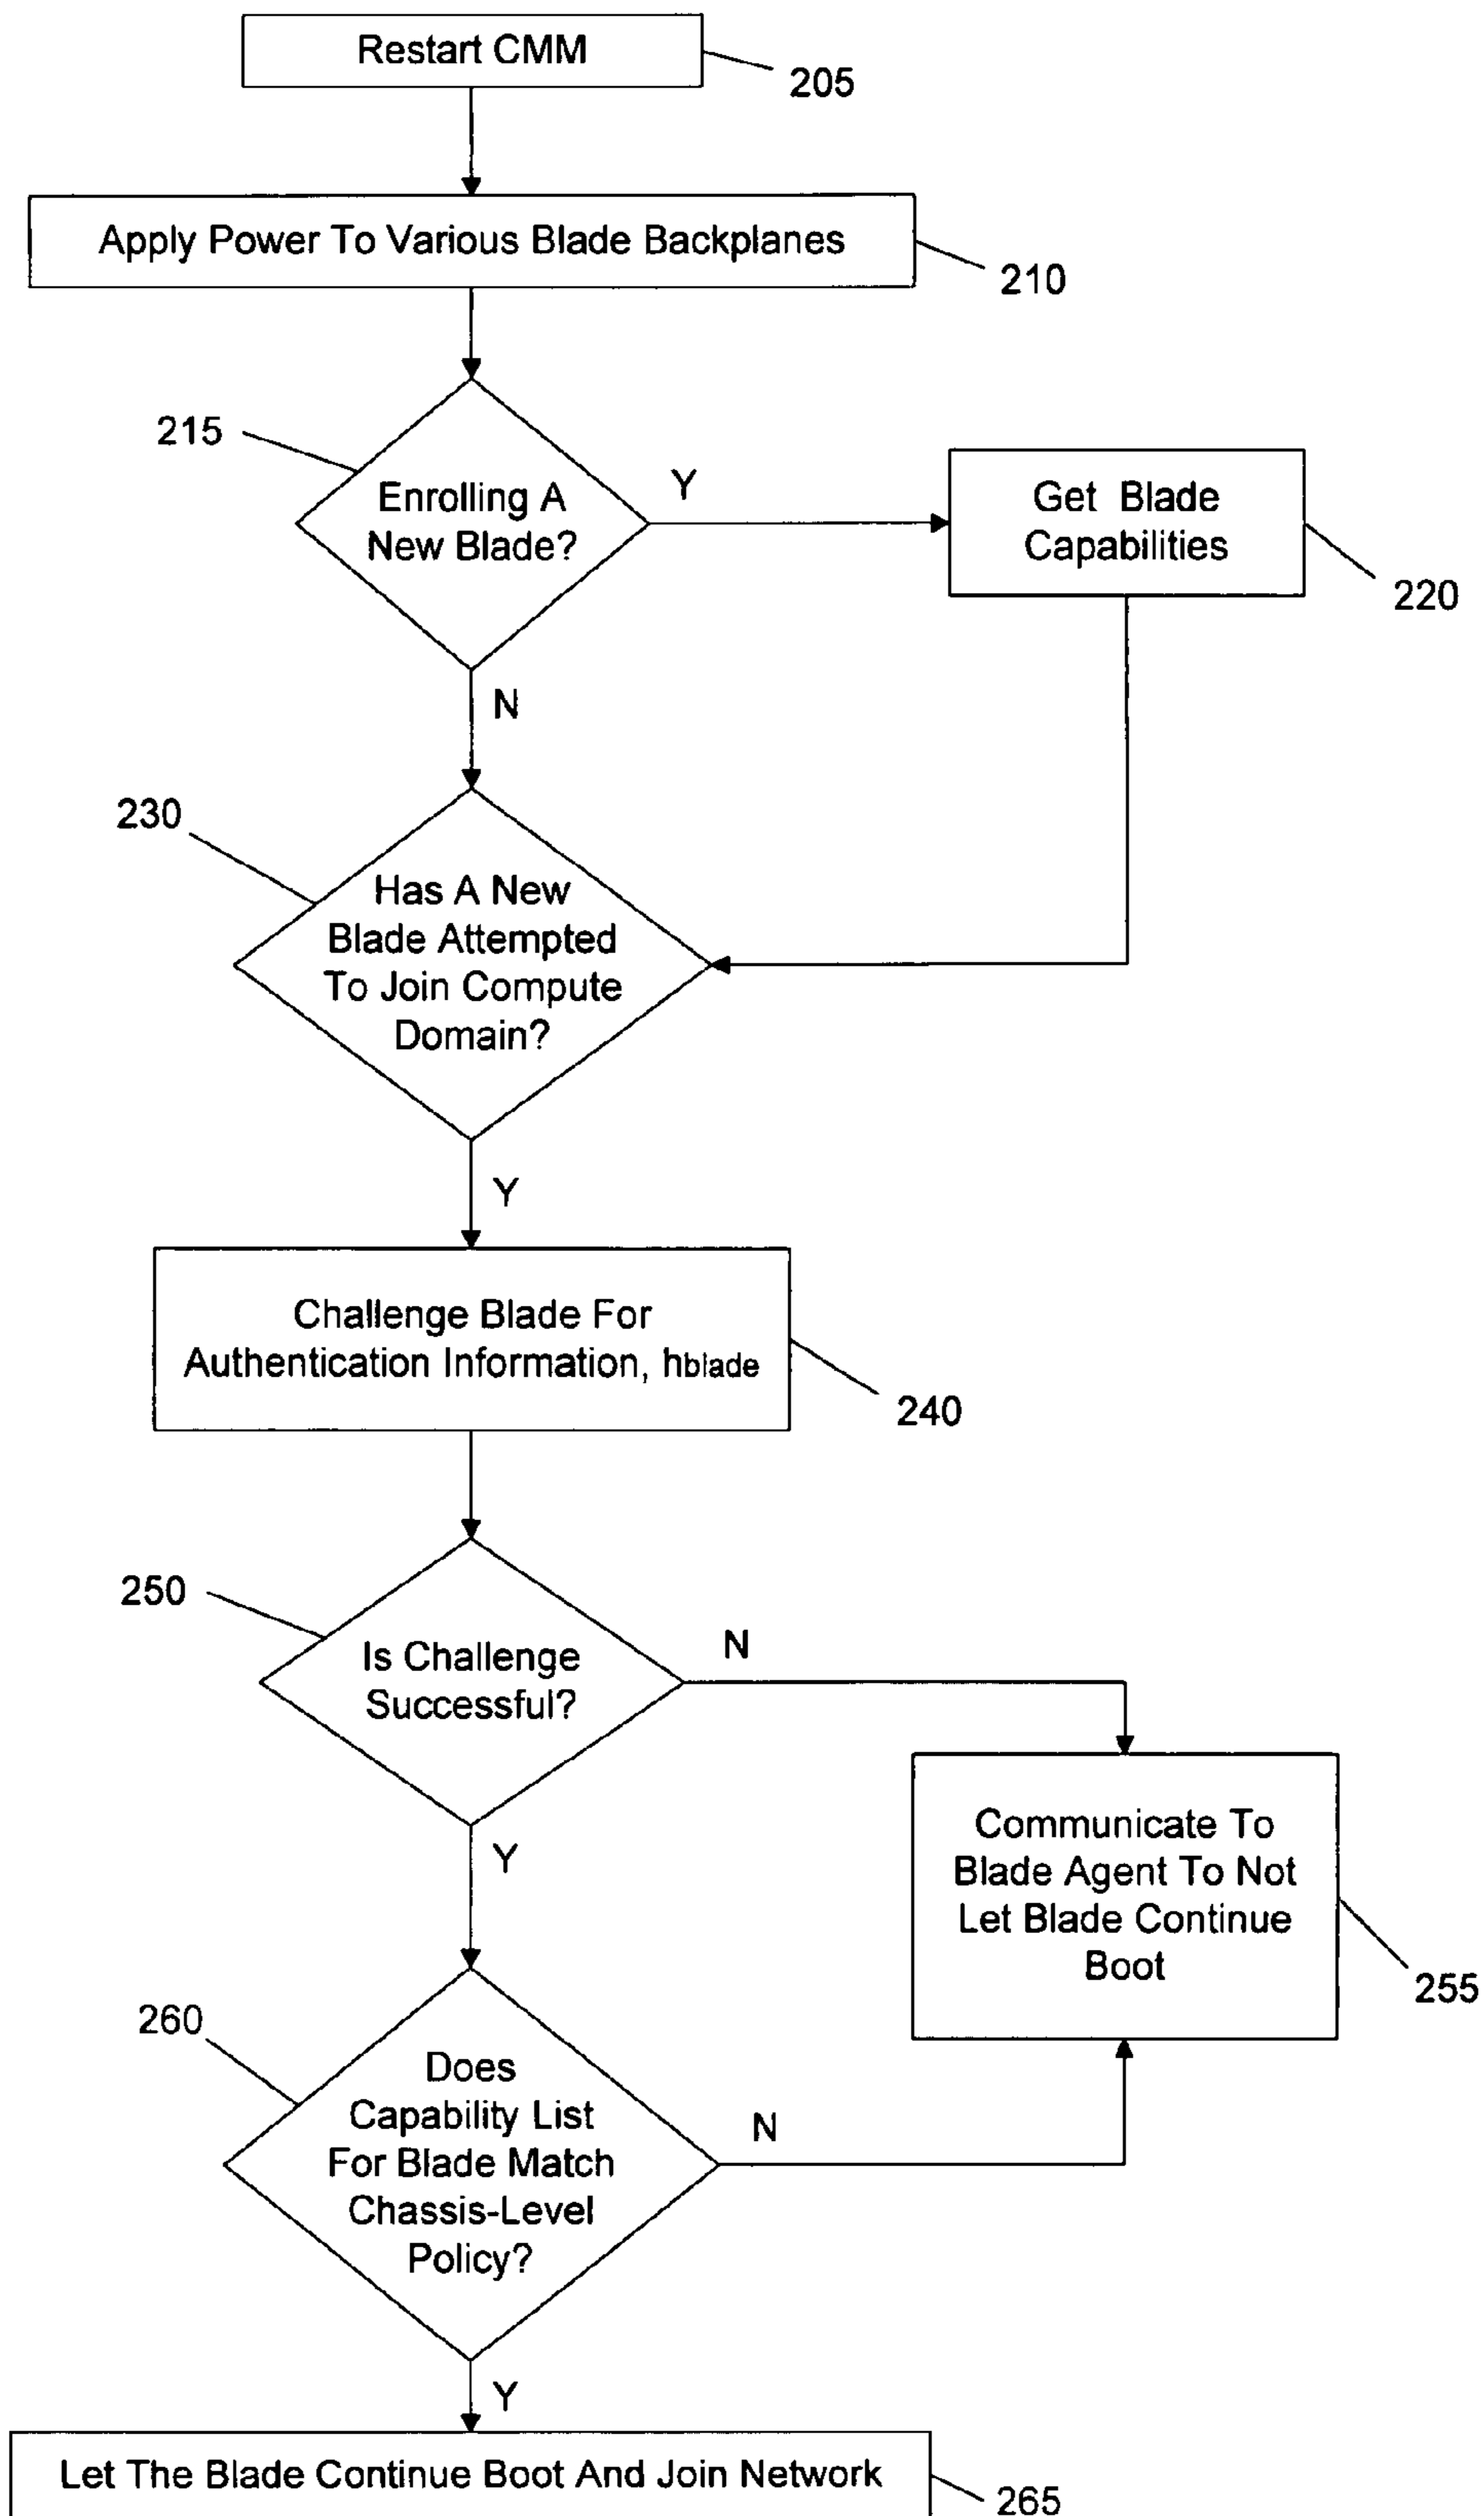 Restart CMM
205
Apply Power To Various Blade Backplanes
210
215
Enrolling A
New Blade?
Y
Get Blade
Capabilities
220
N
230
Has A New
Blade Attempted
To Join Compute
Domain?
Y
Challenge Blade For
Authentication Information, hblade
240
250
Is Challenge
Successful?
N
Y
Communicate To
Blade Agent To Not
Let Blade Continue
Boot
255
260
Does
Capability List
For Blade Match
Chassis-Level
Policy?
N
Y
Let The Blade Continue Boot And Join Network
265